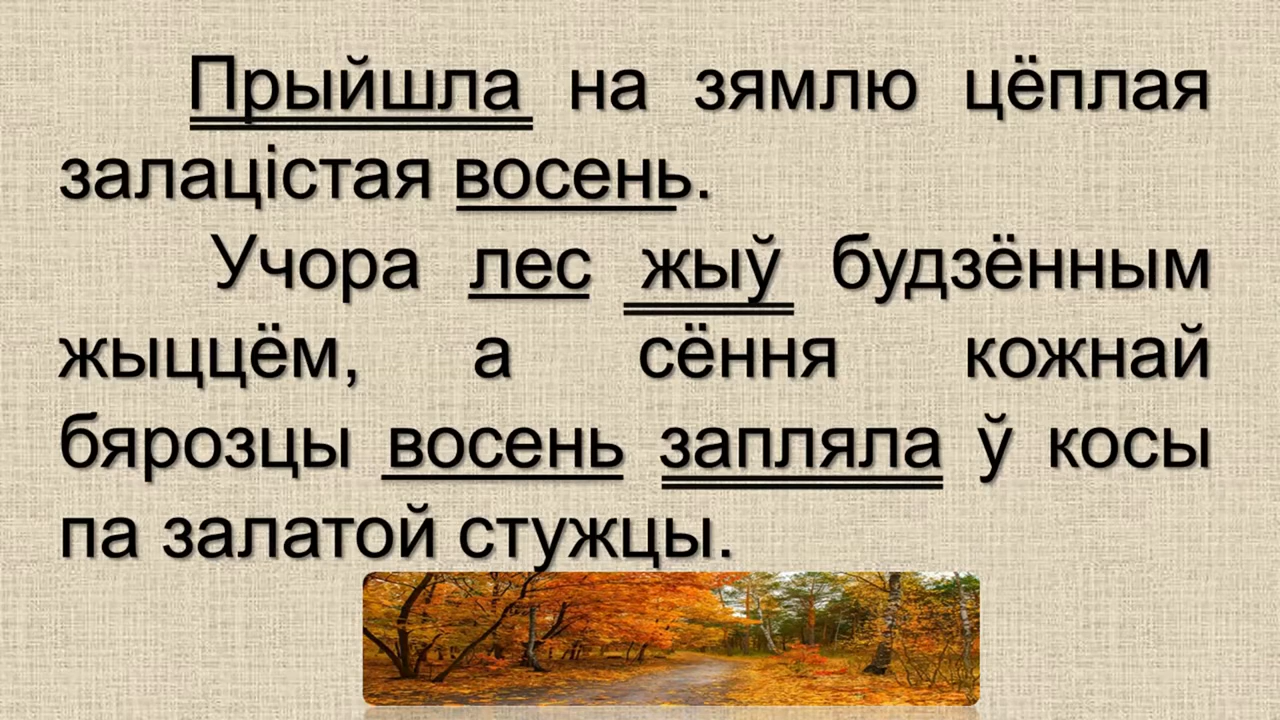 Прыйшла на зямлю цёплая
залацістая восень.
Учора лес жыў будзённым
жыццём, а сёння кожнай
бярозцы восень запляла ў косы
па залатой стужцы.